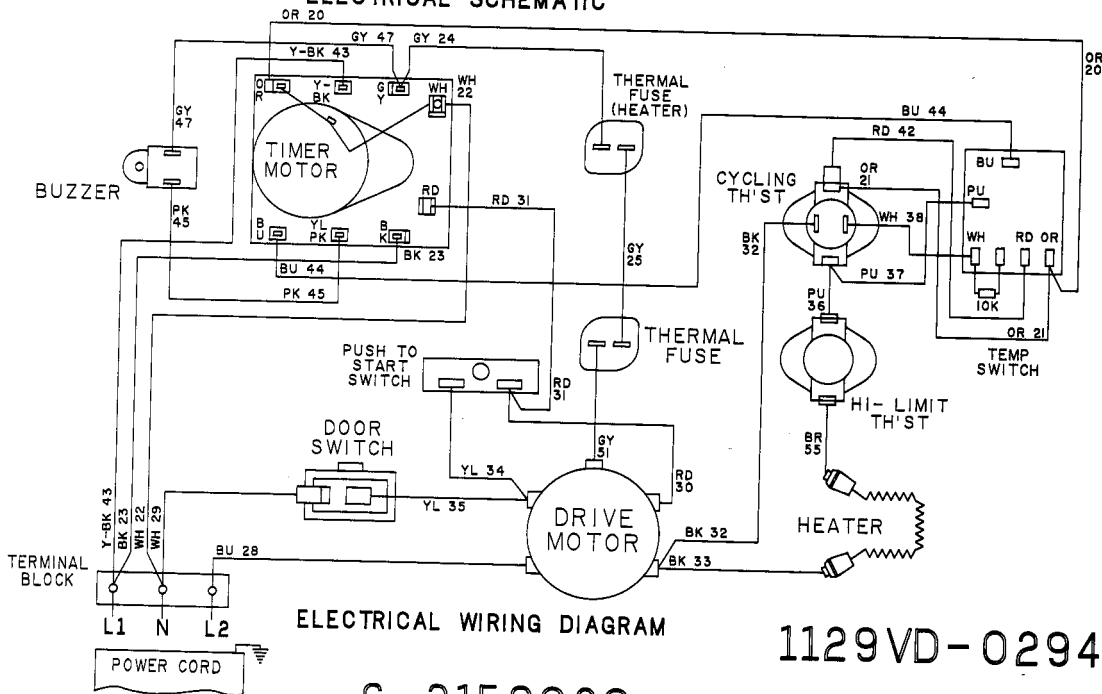 ELECTRICAL SCHEMATIC
OR 20
GY 47
GY 24
Y-BK 43
OR
20
THERMAL
FUSE
(HEATER)
WH
22
O
R
Y-
BK
G
Y
WH
GY
47
TIMER
MOTOR
BUZZER
PK
45
RD
RD 31
B
U
YL
PK
B
K
BK 23
BU 44
PK 45
BU 44
RD 42
BU
CYCLING
TH'ST
OR
21
PU
WH 38
BK
32
WH
RD
OR
PU 37
GY
25
10K
PU
36
OR 21
TEMP
SWITCH
THERMAL
FUSE
PUSH TO
START
SWITCH
RD
31
HI- LIMIT
TH'ST
DOOR
SWITCH
GY
51
BR
55
YL 34
RD
30
YL 35
DRIVE
MOTOR
HEATER
BK 32
BK 33
Y-BK 43
BK 23
WH 22
WH 29
BU 28
TERMINAL
BLOCK
L1
N
L2
ELECTRICAL WIRING DIAGRAM
1129VD-0294
POWER CORD